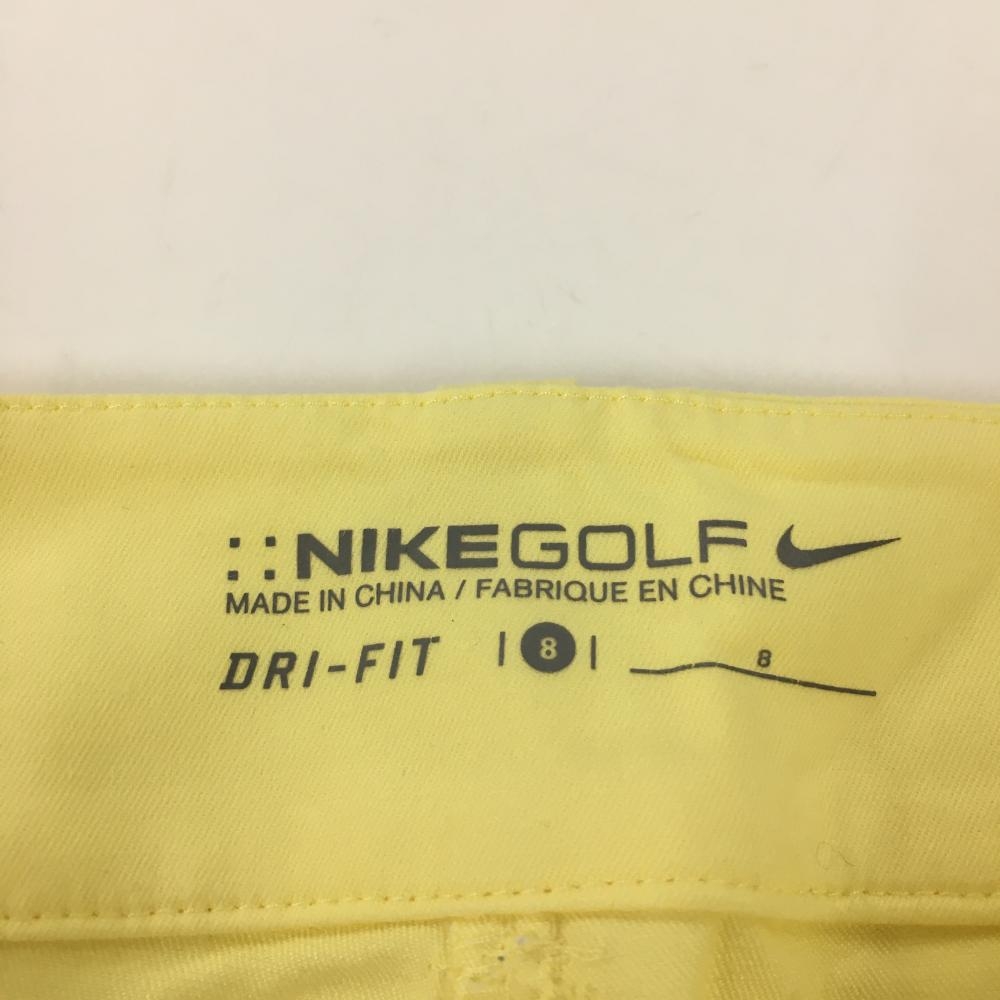 ::NIKEGOLF
MADE IN CHINA / FABRIQUE EN CHINE
DRI-FIT |8| 8